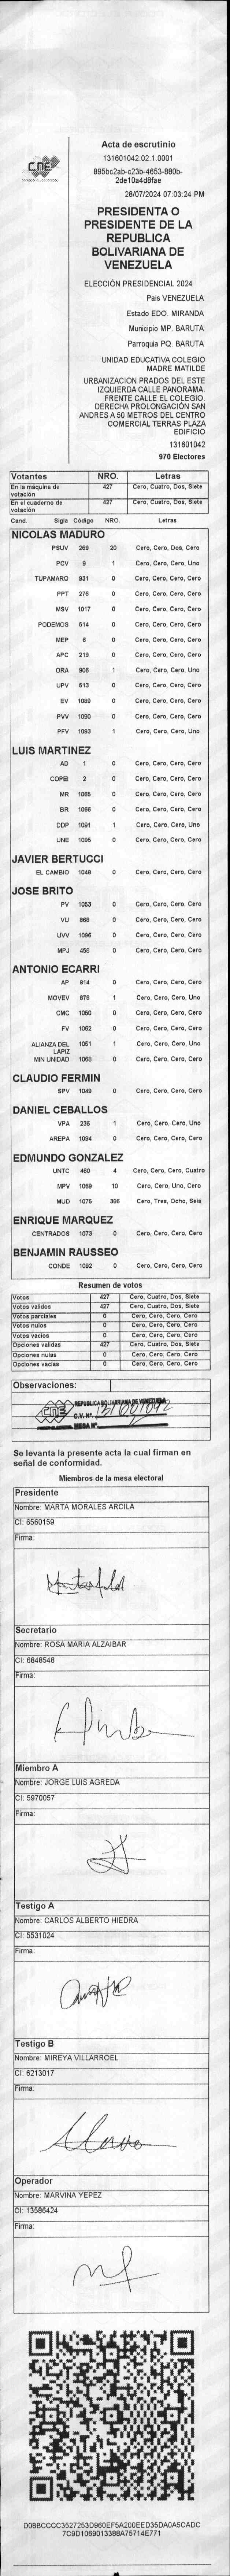 CNE
Acta de escrutinio
131601042.02.1.0001
895bc2ab-c23b-4653-880b-
2de10a4d8fae
28/07/2024 07:03:24 PM
PRESIDENTA O
PRESIDENTE DE LA
REPUBLICA
BOLIVARIANA DE
VENEZUELA
ELECCIÓN PRESIDENCIAL 2024
Pais VENEZUELA
Estado EDO. MIRANDA
Municipio MP. BARUTA
Parroquia PQ. BARUTA
UNIDAD EDUCATIVA COLEGIO
MADRE MATILDE
URBANIZACION PRADOS DEL ESTE
IZQUIERDA CALLE PANORAMA.
FRENTE CALLE EL COLEGIO.
DERECHA PROLONGACIÓN SAN
ANDRES A 50 METROS DEL CENTRO
COMERCIAL TERRAS PLAZA
EDIFICIO
131601042
970 Electores
Votantes NRO. Letras
En la máquina de votación 427 Cero, Cuatro, Dos, Siete
En el cuaderno de votación 427 Cero, Cuatro, Dos, Siete
Cand. Sigla Código NRO. Letras
NICOLAS MADURO
PSUV 269 20 Cero, Cero, Dos, Cero
PCV 9 1 Cero, Cero, Cero, Uno
TUPAMARO 931 0 Cero, Cero, Cero, Cero
PPT 276 0 Cero, Cero, Cero, Cero
MSV 1017 0 Cero, Cero, Cero, Cero
PODEMOS 514 0 Cero, Cero, Cero, Cero
MEP 6 0 Cero, Cero, Cero, Cero
APC 219 0 Cero, Cero, Cero, Cero
ORA 906 1 Cero, Cero, Cero, Uno
UPV 613 0 Cero, Cero, Cero, Cero
EV 1089 0 Cero, Cero, Cero, Cero
PVV 1090 0 Cero, Cero, Cero, Cero
PFV 1093 1 Cero, Cero, Cero, Uno
LUIS MARTINEZ
AD 1 0 Cero, Cero, Cero, Cero
COPEI 2 0 Cero, Cero, Cero, Cero
MR 1065 0 Cero, Cero, Cero, Cero
BR 1066 0 Cero, Cero, Cero, Cero
DDP 1091 1 Cero, Cero, Cero, Uno
UNE 1095 0 Cero, Cero, Cero, Cero
JAVIER BERTUCCI
EL CAMBIO 1048 0 Cero, Cero, Cero, Cero
JOSE BRITO
PV 1053 0 Cero, Cero, Cero, Cero
VU 868 0 Cero, Cero, Cero, Cero
UVV 1096 0 Cero, Cero, Cero, Cero
MPJ 458 0 Cero, Cero, Cero, Cero
ANTONIO ECARRI
AP 814 0 Cero, Cero, Cero, Cero
MOVEV 878 1 Cero, Cero, Cero, Uno
CMC 1050 0 Cero, Cero, Cero, Cero
FV 1062 0 Cero, Cero, Cero, Cero
ALIANZA DEL LAPIZ 1051 1 Cero, Cero, Cero, Uno
MIN UNIDAD 1068 0 Cero, Cero, Cero, Cero
CLAUDIO FERMIN
SPV 1049 0 Cero, Cero, Cero, Cero
DANIEL CEBALLOS
VPA 236 1 Cero, Cero, Cero, Uno
AREPA 1094 0 Cero, Cero, Cero, Cero
EDMUNDO GONZALEZ
UNTC 460 4 Cero, Cero, Cero, Cuatro
MPV 1069 10 Cero, Cero, Uno, Cero
MUD 1075 386 Cero, Tres, Ocho, Seis
ENRIQUE MARQUEZ
CENTRADOS 1073 0 Cero, Cero, Cero, Cero
BENJAMIN RAUSSEO
CONDE 1092 0 Cero, Cero, Cero, Cero
Resumen de votos
Votos 427 Cero, Cuatro, Dos, Siete
Votos validos 427 Cero, Cuatro, Dos, Siete
Votos parciales 0 Cero, Cero, Cero, Cero
Votos nulos 0 Cero, Cero, Cero, Cero
Votos vacios 0 Cero, Cero, Cero, Cero
Opciones validas 427 Cero, Cuatro, Dos, Siete
Opciones nulas 0 Cero, Cero, Cero, Cero
Opciones vacias 0 Cero, Cero, Cero, Cero
Observaciones:
CNE REPUBLICA BOLIVARIANA DE VENEZUELA
C.V. Nº. 131601042
MESA Nº
Se levanta la presente acta la cual firman en
señal de conformidad.
Miembros de la mesa electoral
Presidente
Nombre: MARTA MORALES ARCILA
CI: 6560159
Firma:
Secretario
Nombre: ROSA MARIA ALZAIBAR
CI: 6848548
Firma:
Miembro A
Nombre: JORGE LUIS AGREDA
CI: 5970057
Firma:
Testigo A
Nombre: CARLOS ALBERTO HIEDRA
CI: 5531024
Firma:
Testigo B
Nombre: MIREYA VILLARROEL
CI: 6213017
Firma:
Operador
Nombre: MARVINA YEPEZ
CI: 13586424
Firma:
D08BCCCC3527253D960EF5A200EED35DA0A5CADC
7C9D1069013388A75714E771